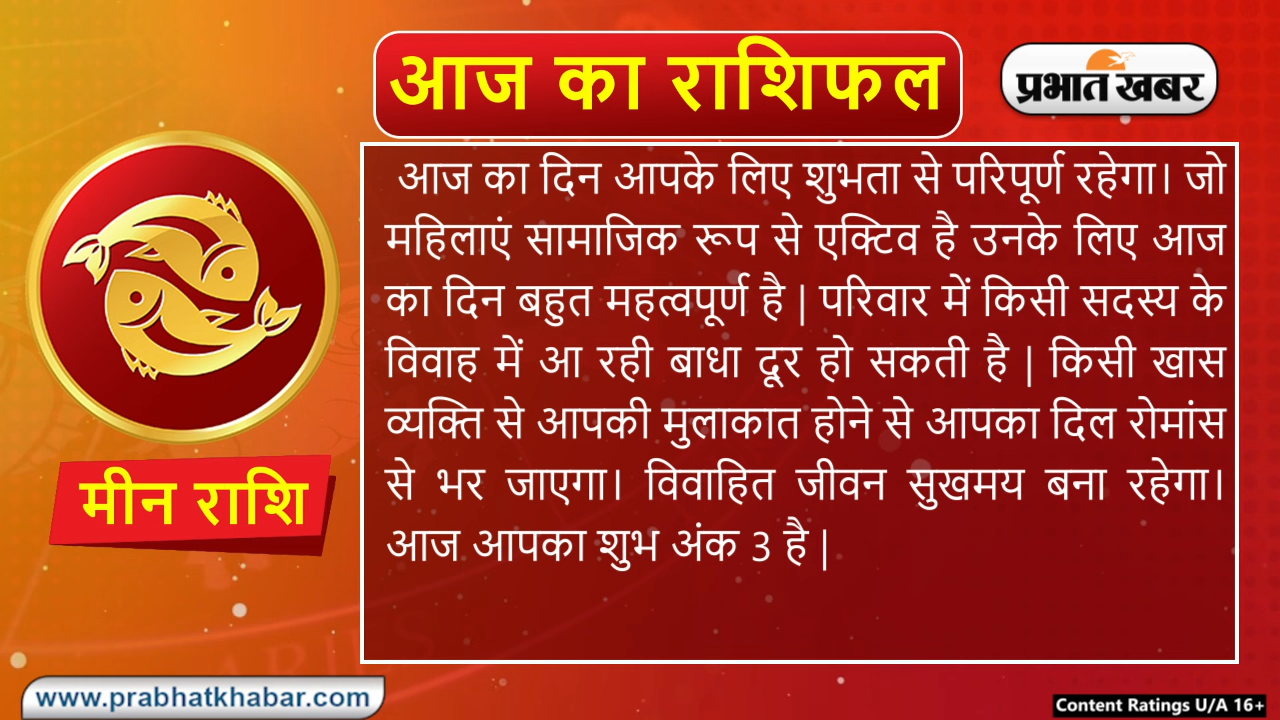 आज का राशिफल
प्रभात खबर
आज का दिन आपके लिए शुभता से परिपूर्ण रहेगा। जो
महिलाएं सामाजिक रूप से एक्टिव है उनके लिए आज
का दिन बहुत महत्वपूर्ण है | परिवार में किसी सदस्य के
विवाह में आ रही बाधा दूर हो सकती है | किसी खास
व्यक्ति से आपकी मुलाकात होने से आपका दिल रोमांस
से भर जाएगा। विवाहित जीवन सुखमय बना रहेगा।
आज आपका शुभ अंक 3 है |
मीन राशि
ARIES
www.prabhatkhabar.com
Content Ratings U/A 16+